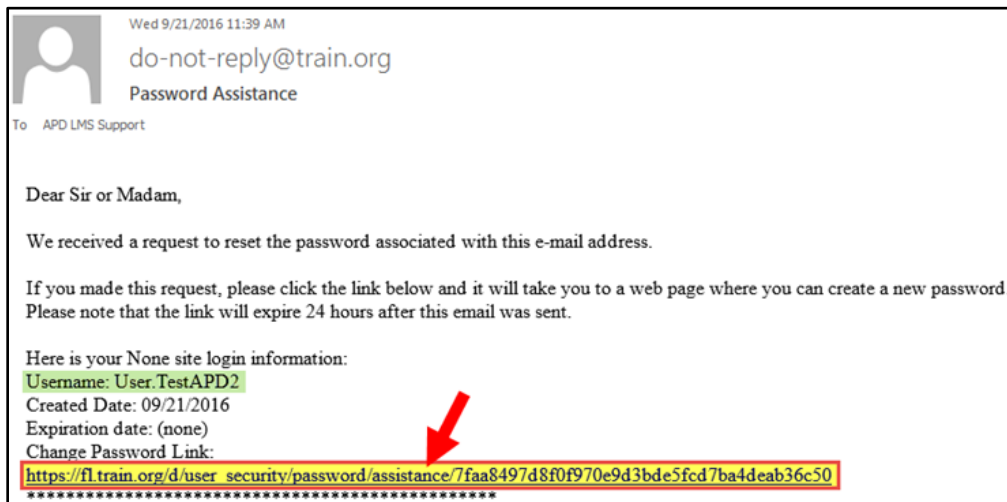 Wed 9/21/2016 11:39 AM
do-not-reply@train.org
Password Assistance
To APD LMS Support
Dear Sir or Madam,
We received a request to reset the password associated with this e-mail address.
If you made this request, please click the link below and it will take you to a web page where you can create a new password
Please note that the link will expire 24 hours after this email was sent.
Here is your None site login information:
Username: User.TestAPD2
Created Date: 09/21/2016
Expiration date: (none)
Change Password Link:
https://fl.train.org/d/user_security/password/assistance/7faa8497d8f0f970e9d3bde5fcd7ba4deab36c50
************************************************